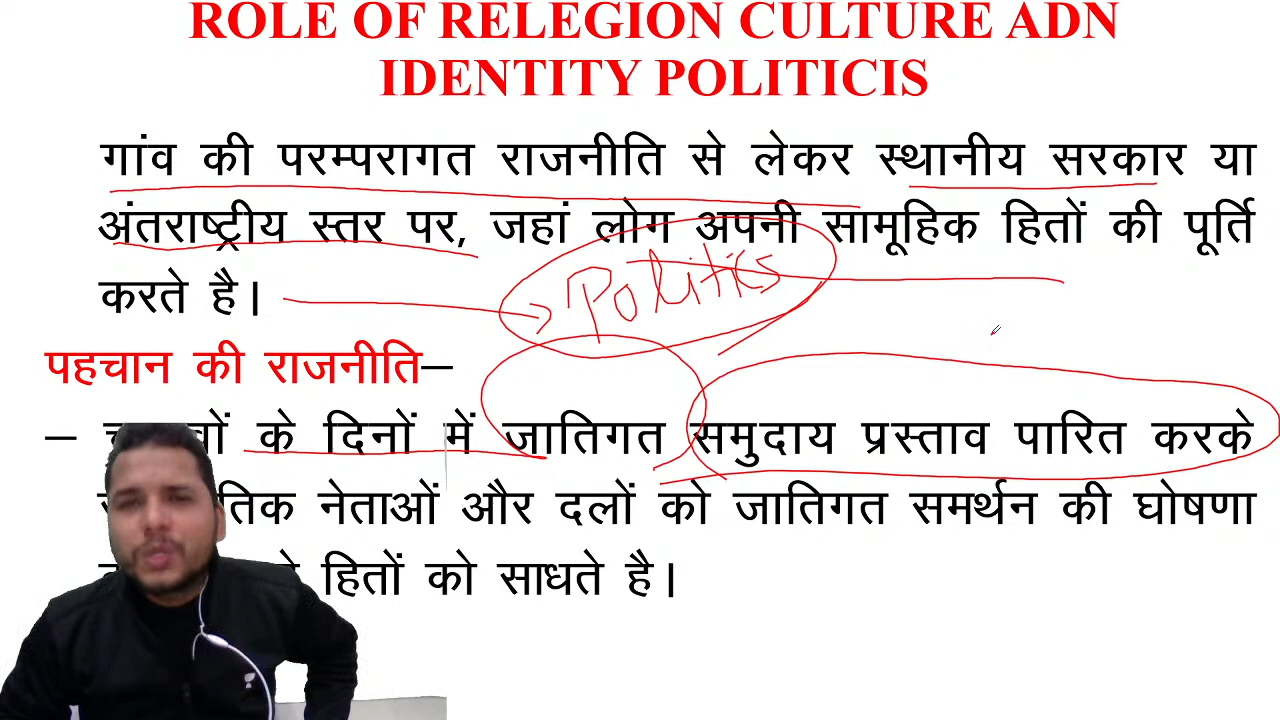 ROLE OF RELEGION CULTURE ADN
IDENTITY POLITICIS
गांव की परम्परागत राजनीति से लेकर स्थानीय सरकार या
अंतराष्ट्रीय स्तर पर, जहां लोग अपनी सामूहिक हितों की पूर्ति
करते है।
Politics
पहचान की राजनीति–
– के दिनों में जातिगत समुदाय प्रस्ताव पारित करके
नेताओं और दलों को जातिगत समर्थन की घोषणा
हितों को साधते है।